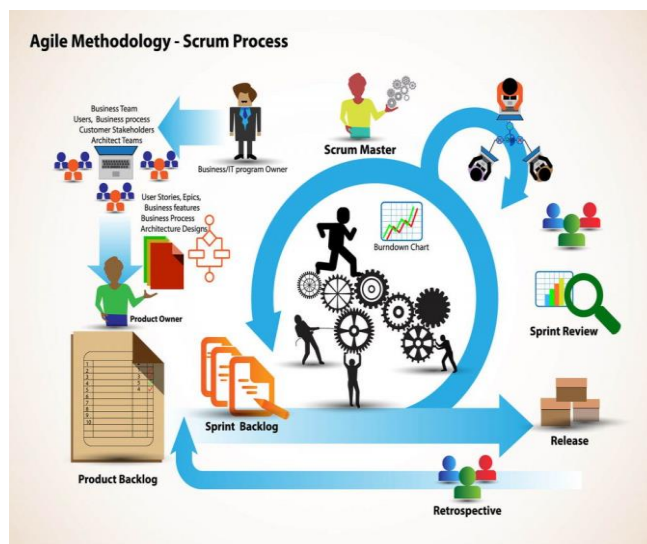 Agile Methodology - Scrum Process
Business Team
Users, Business process
Customer Stakeholders
Architect Teams
Business/IT program Owner
Scrum Master
User Stories, Epics,
Business features
Business Process
Architecture Designs
Product Owner
Burndown Chart
Sprint Review
Sprint Backlog
Product Backlog
Release
Retrospective